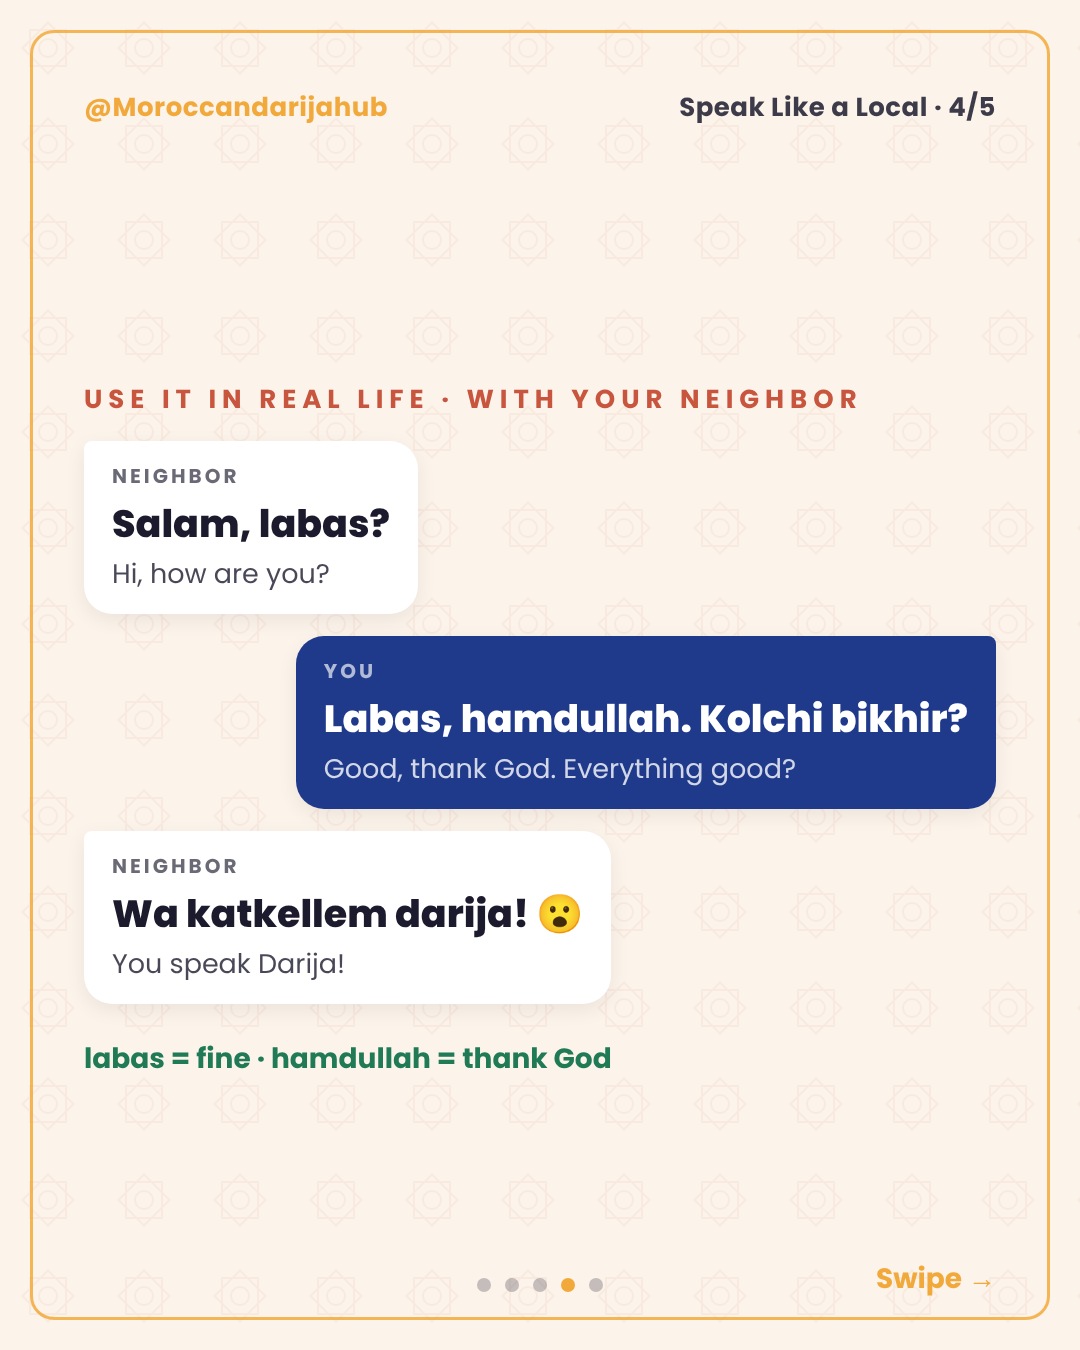 @Moroccandarijahub
Speak Like a Local · 4/5
USE IT IN REAL LIFE · WITH YOUR NEIGHBOR
NEIGHBOR
Salam, labas?
Hi, how are you?
YOU
Labas, hamdullah. Kolchi bikhir?
Good, thank God. Everything good?
NEIGHBOR
Wa katkellem darija! 😮
You speak Darija!
labas = fine · hamdullah = thank God
Swipe →